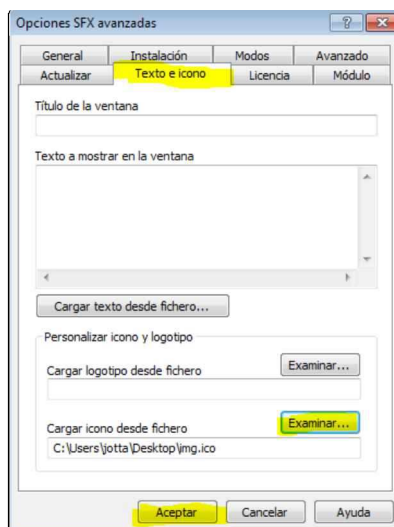 Opciones SFX avanzadas
General Instalación Modos Avanzado
Actualizar Texto e icono Licencia Módulo
Título de la ventana
Texto a mostrar en la ventana
Cargar texto desde fichero...
Personalizar icono y logotipo
Cargar logotipo desde fichero Examinar...
Cargar icono desde fichero Examinar...
C:\Users\jotta\Desktop\img.ico
Aceptar Cancelar Ayuda